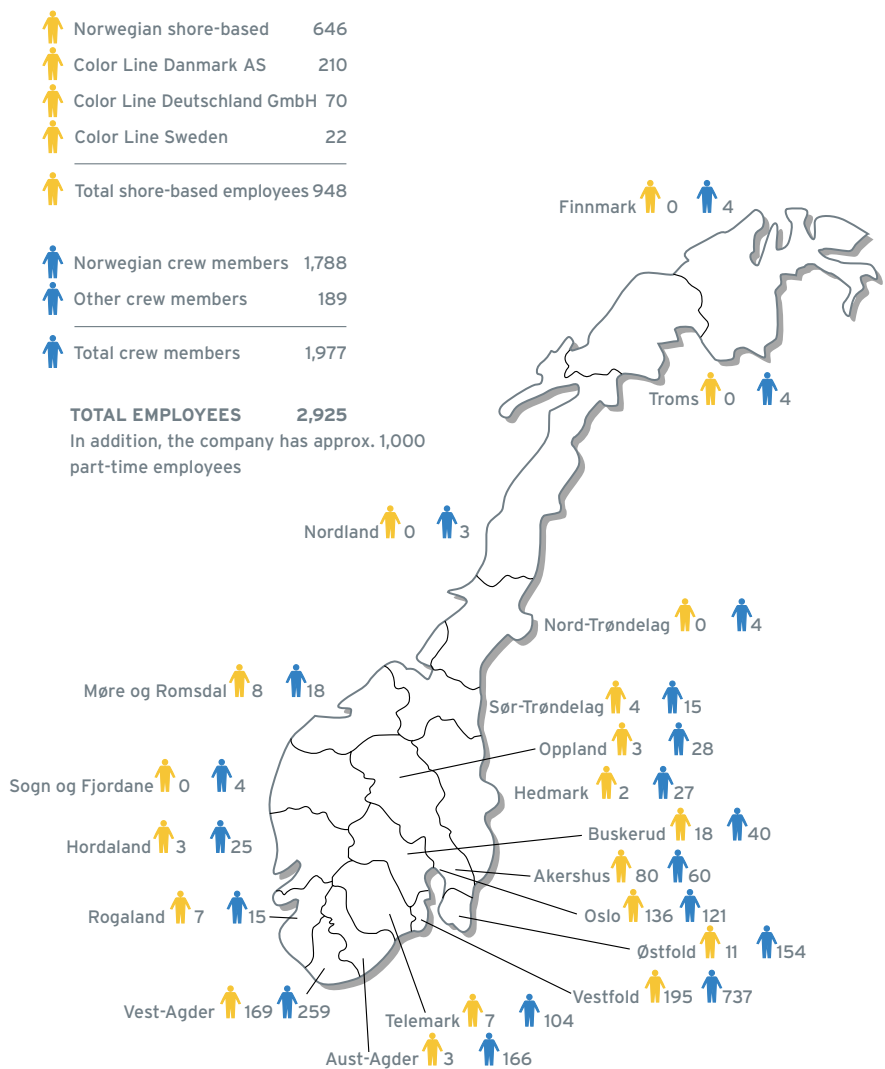 Norwegian shore-based 646
Color Line Danmark AS 210
Color Line Deutschland GmbH 70
Color Line Sweden 22
Total shore-based employees 948
Norwegian crew members 1,788
Other crew members 189
Total crew members 1,977
TOTAL EMPLOYEES 2,925
In addition, the company has approx. 1,000
part-time employees
Finnmark 0 4
Troms 0 4
Nordland 0 3
Nord-Trøndelag 0 4
Møre og Romsdal 8 18
Sør-Trøndelag 4 15
Oppland 3 28
Sogn og Fjordane 0 4
Hedmark 2 27
Buskerud 18 40
Hordaland 3 25
Akershus 80 60
Rogaland 7 15
Oslo 136 121
Østfold 11 154
Vestfold 195 737
Vest-Agder 169 259
Telemark 7 104
Aust-Agder 3 166